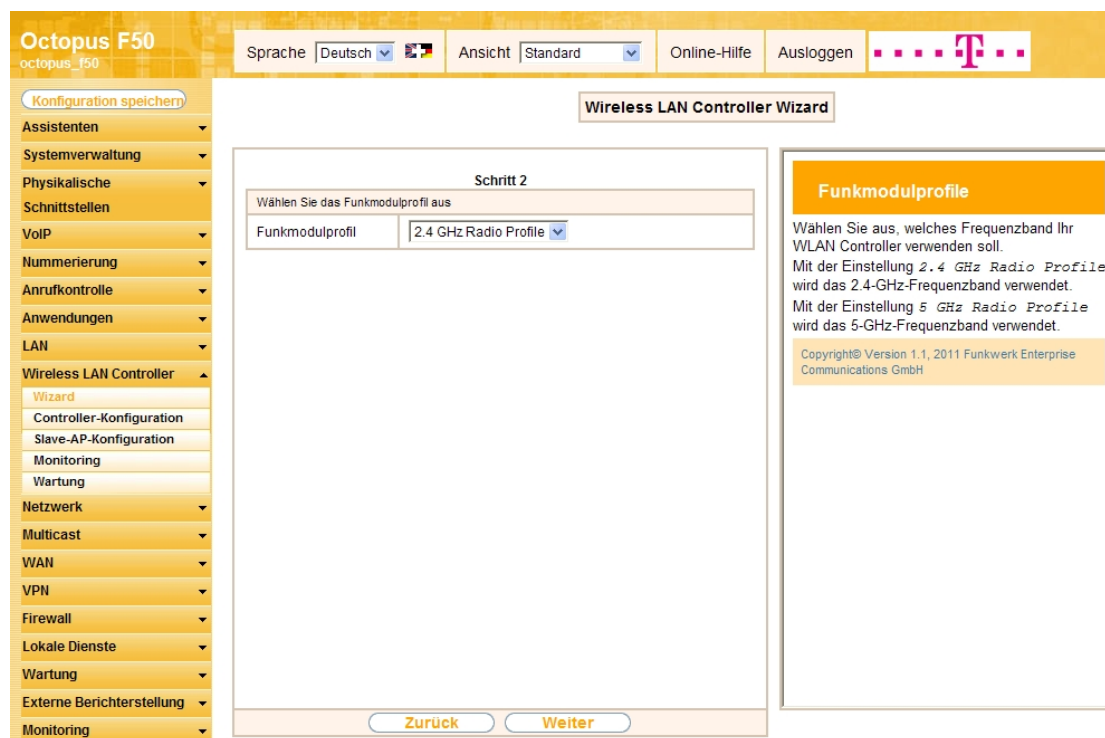 Octopus F50
octopus_f50
Sprache Deutsch
Ansicht Standard
Online-Hilfe
Ausloggen
T
Konfiguration speichern
Assistenten
Systemverwaltung
Physikalische
Schnittstellen
VoIP
Nummerierung
Anrufkontrolle
Anwendungen
LAN
Wireless LAN Controller
Wizard
Controller-Konfiguration
Slave-AP-Konfiguration
Monitoring
Wartung
Netzwerk
Multicast
WAN
VPN
Firewall
Lokale Dienste
Wartung
Externe Berichterstellung
Monitoring
Wireless LAN Controller Wizard
Schritt 2
Wählen Sie das Funkmodulprofil aus
Funkmodulprofil 2.4 GHz Radio Profile
Zurück Weiter
Funkmodulprofile
Wählen Sie aus, welches Frequenzband Ihr
WLAN Controller verwenden soll.
Mit der Einstellung 2.4 GHz Radio Profile
wird das 2.4-GHz-Frequenzband verwendet.
Mit der Einstellung 5 GHz Radio Profile
wird das 5-GHz-Frequenzband verwendet.
Copyright© Version 1.1, 2011 Funkwerk Enterprise
Communications GmbH